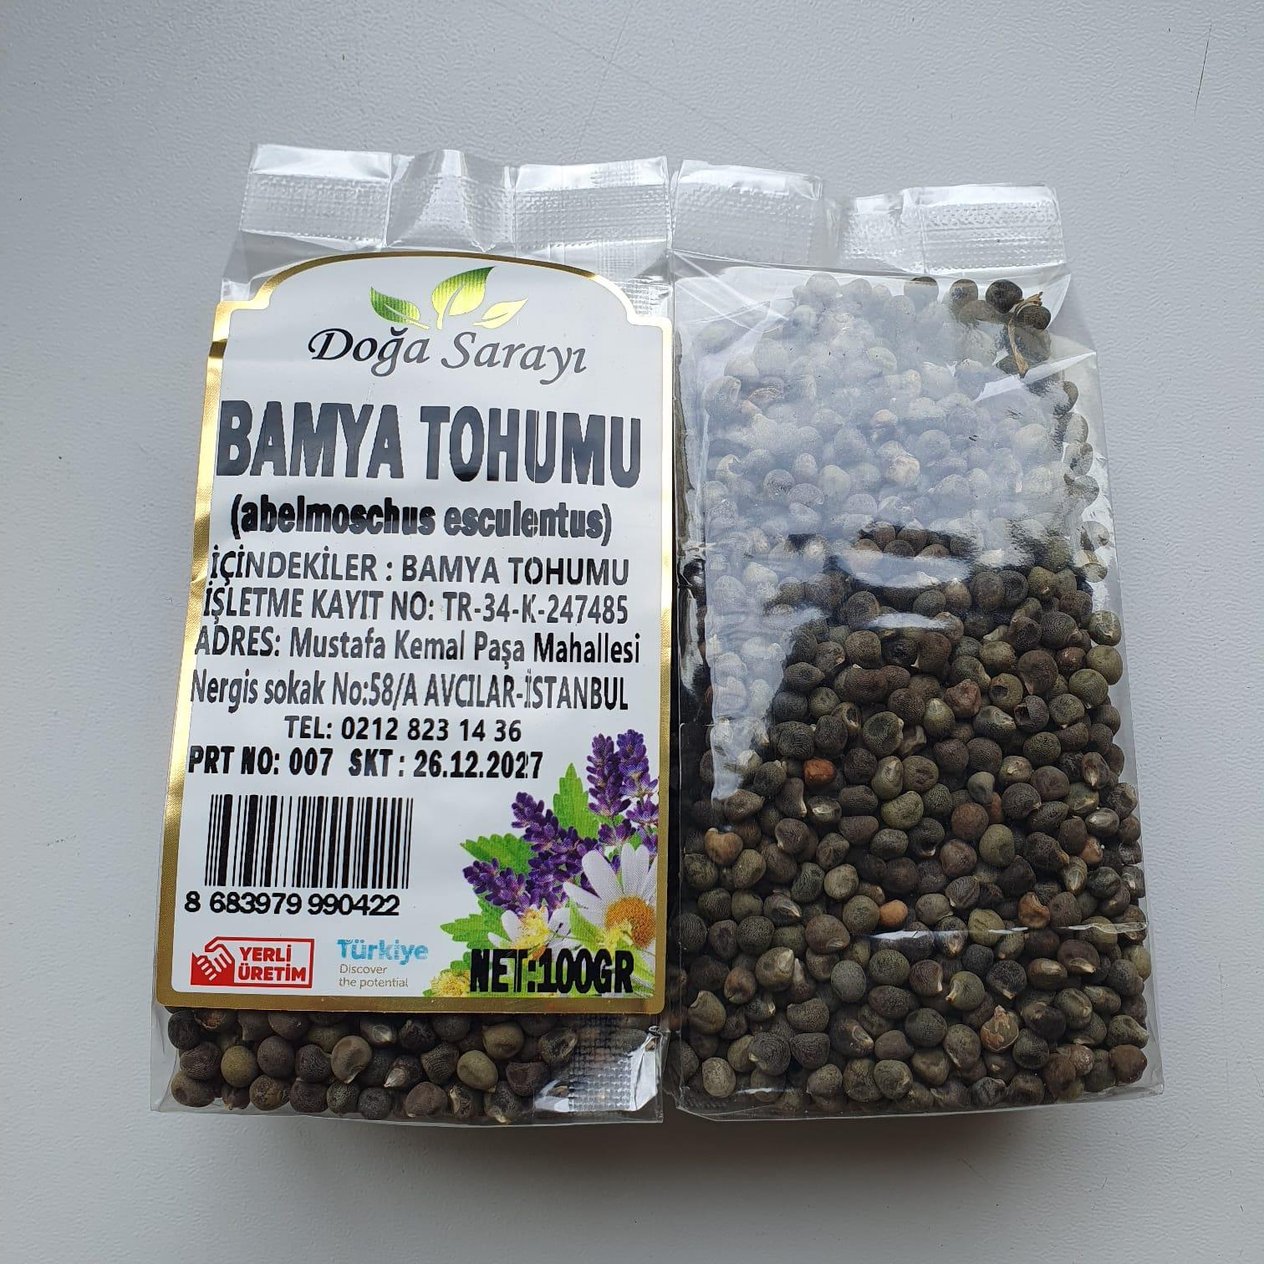 Doğa Sarayı
BAMYA TOHUMU
(abelmoschus esculentus)
İÇİNDEKİLER : BAMYA TOHUMU
İŞLETME KAYIT NO: TR-34-K-247485
ADRES: Mustafa Kemal Paşa Mahallesi
Nergis sokak No:58/A AVCILAR-İSTANBUL
TEL: 0212 823 14 36
PRT NO: 007 SKT : 26.12.2027
8 683979 990422
YERLİ
ÜRETİM
Türkiye
Discover
the potential
NET:100GR